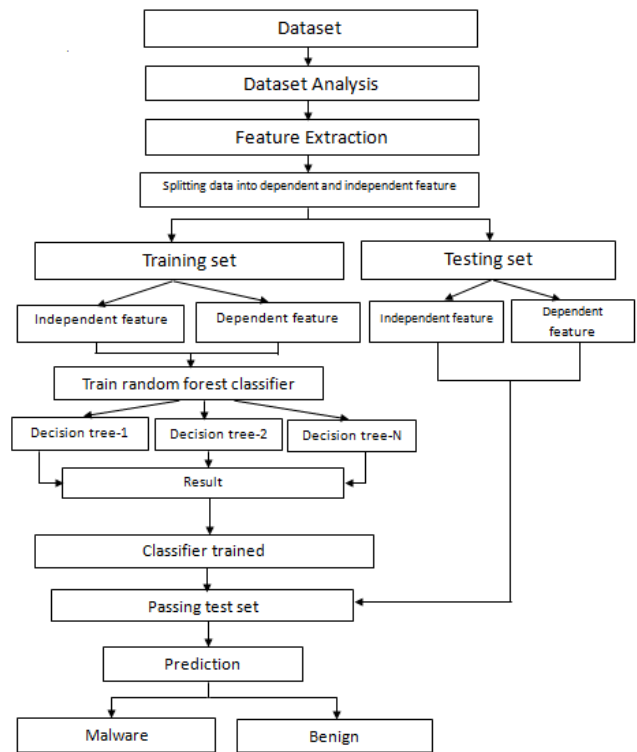 Dataset
Dataset Analysis
Feature Extraction
Splitting data into dependent and independent feature
Training set
Testing set
Independent feature
Dependent feature
Independent feature
Dependent
feature
Train random forest classifier
Decision tree-1
Decision tree-2
Decision tree-N
Result
Classifier trained
Passing test set
Prediction
Malware
Benign